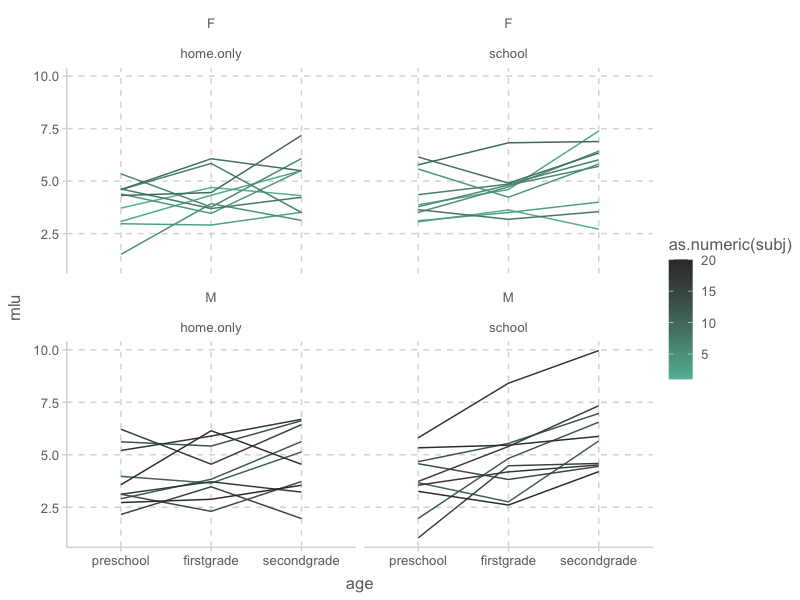 F
F
home.only
school
10.0
7.5
5.0
2.5
M
M
home.only
school
10.0
7.5
5.0
2.5
preschool
firstgrade
secondgrade
preschool
firstgrade
secondgrade
age
mlu
as.numeric(subj)
20
15
10
5